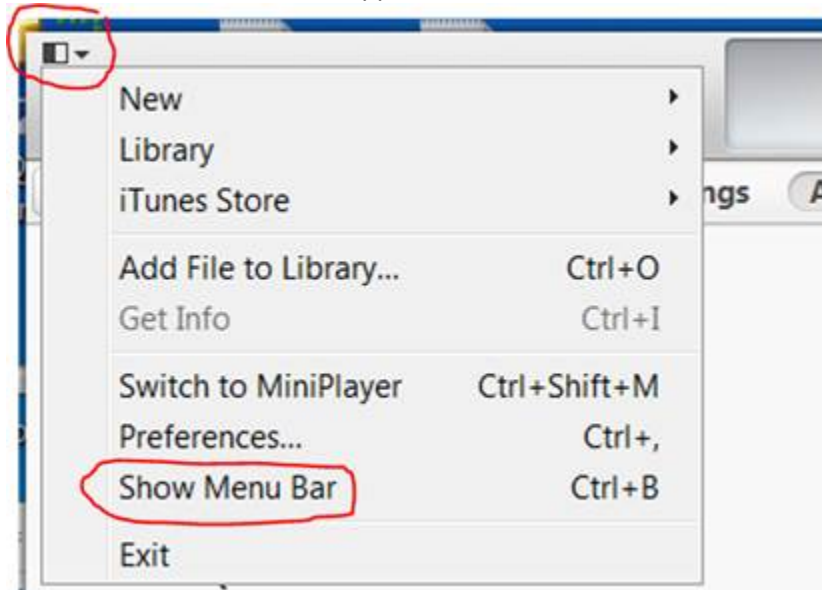 New
Library
iTunes Store
ngs
Add File to Library... Ctrl+O
Get Info Ctrl+I
Switch to MiniPlayer Ctrl+Shift+M
Preferences... Ctrl+,
Show Menu Bar Ctrl+B
Exit